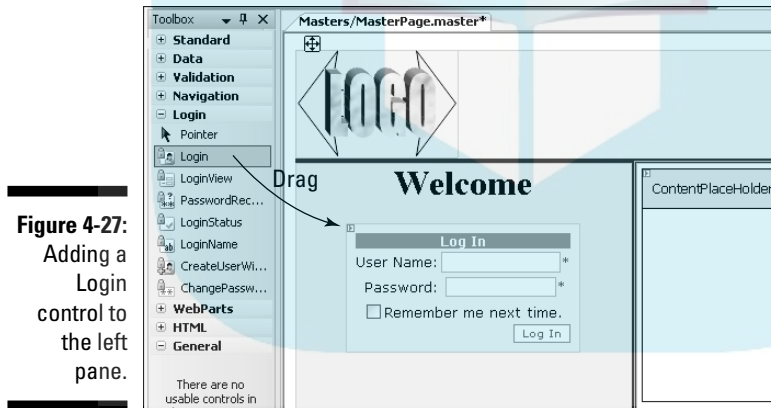 Figure 4-27:
Adding a
Login
control to
the left
pane.
Toolbox
Standard
Data
Validation
Navigation
Login
Pointer
Login
LoginView
PasswordRec...
LoginStatus
LoginName
CreateUserWi...
ChangePassw...
WebParts
HTML
General
There are no
usable controls in
Masters/MasterPage.master*
LOGO
Drag
Welcome
Log In
User Name: *
Password: *
Remember me next time.
Log In
ContentPlaceHolder